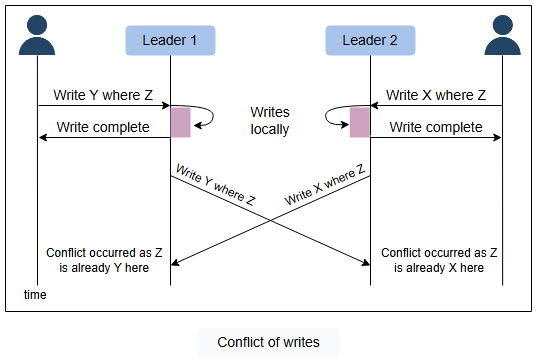 Leader 1
Leader 2
Write Y where Z
Write X where Z
Writes
locally
Write complete
Write complete
Write Y where Z
Write X where Z
Conflict occurred as Z
is already Y here
Conflict occurred as Z
is already X here
time
Conflict of writes